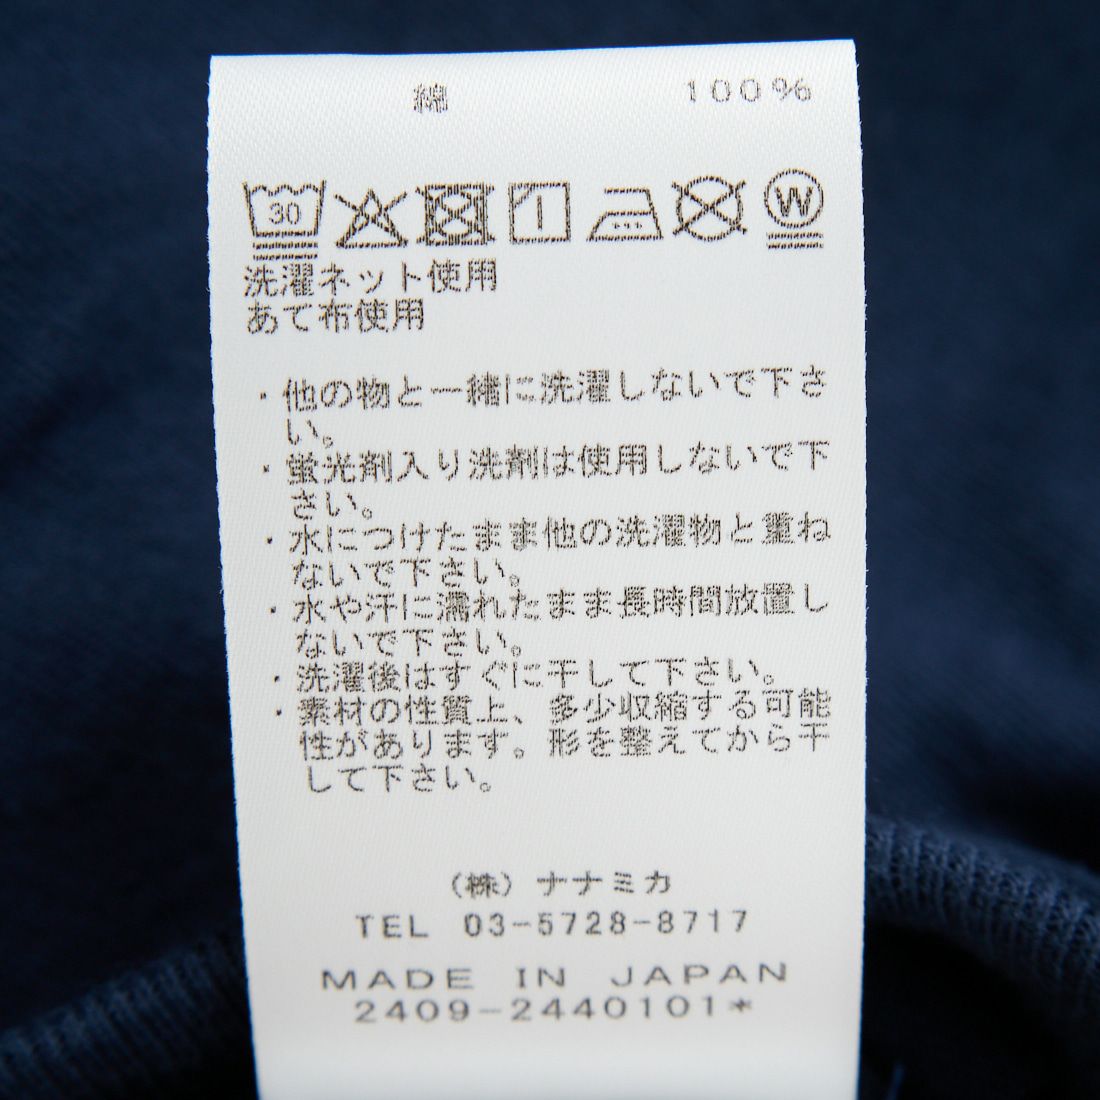 綿 100%
30 W
洗濯ネット使用
あて布使用
・他の物と一緒に洗濯しないで下さ
い。
・蛍光剤入り洗剤は使用しないで下
さい。
・水につけたまま他の洗濯物と重ね
ないで下さい。
・水や汗に濡れたまま長時間放置し
ないで下さい。
・洗濯後はすぐに干して下さい。
・素材の性質上、多少収縮する可能
性があります。形を整えてから干
して下さい。
(株)ナナミカ
TEL 03-5728-8717
MADE IN JAPAN
2409-2440101*